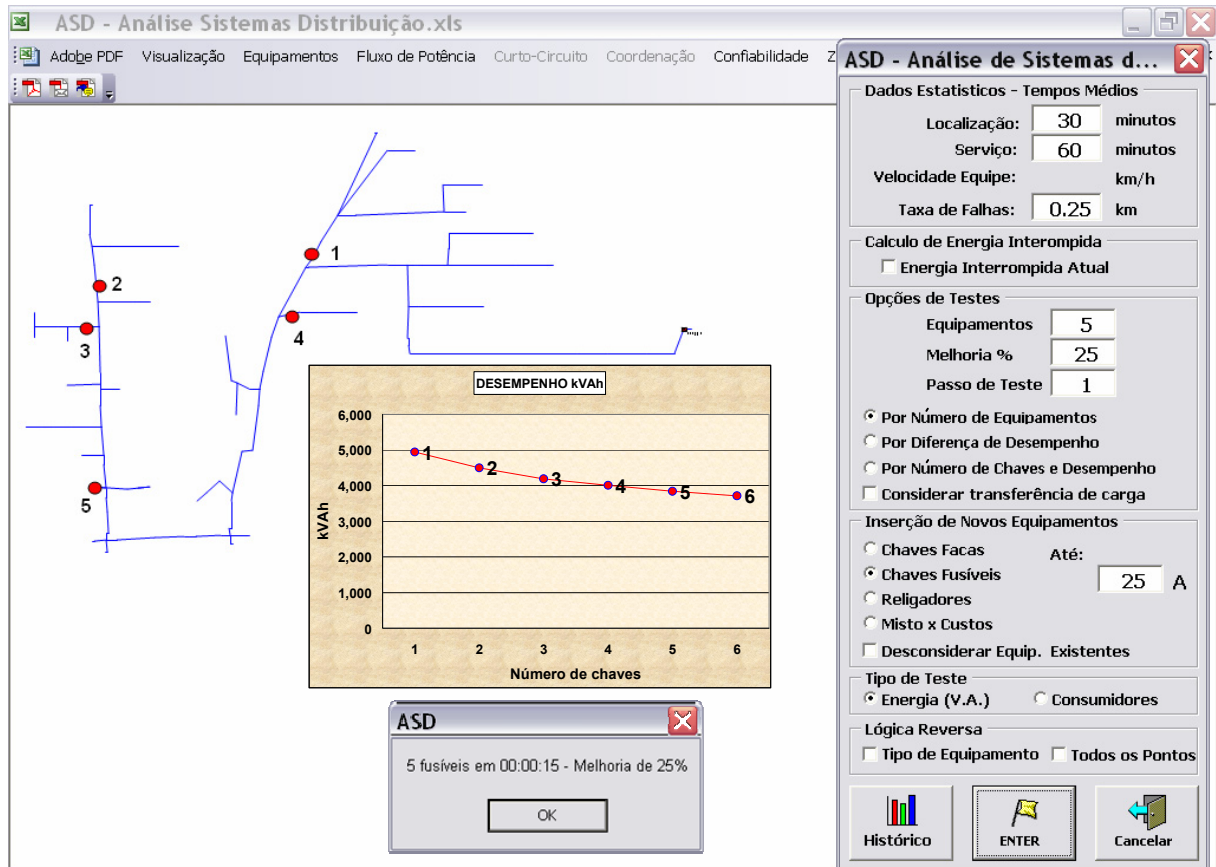 ASD - Análise Sistemas Distribuição.xls
Adobe PDF Visualização Equipamentos Fluxo de Potência Curto-Circuito Coordenação Confiabilidade Z
1
2
3
4
5
DESEMPENHO kVAh
6,000
5,000
4,000
3,000
2,000
1,000
0
kVAh
1 2 3 4 5 6
1 2 3 4 5 6
Número de chaves
ASD
5 fusíveis em 00:00:15 - Melhoria de 25%
OK
ASD - Análise de Sistemas d...
Dados Estatisticos - Tempos Médios
Localização: 30 minutos
Serviço: 60 minutos
Velocidade Equipe: km/h
Taxa de Falhas: 0.25 km
Calculo de Energia Interompida
Energia Interrompida Atual
Opções de Testes
Equipamentos 5
Melhoria % 25
Passo de Teste 1
Por Número de Equipamentos
Por Diferença de Desempenho
Por Número de Chaves e Desempenho
Considerar transferência de carga
Inserção de Novos Equipamentos
Chaves Facas Até:
Chaves Fusíveis 25 A
Religadores
Misto x Custos
Desconsiderar Equip. Existentes
Tipo de Teste
Energia (V.A.) Consumidores
Lógica Reversa
Tipo de Equipamento Todos os Pontos
Histórico ENTER Cancelar